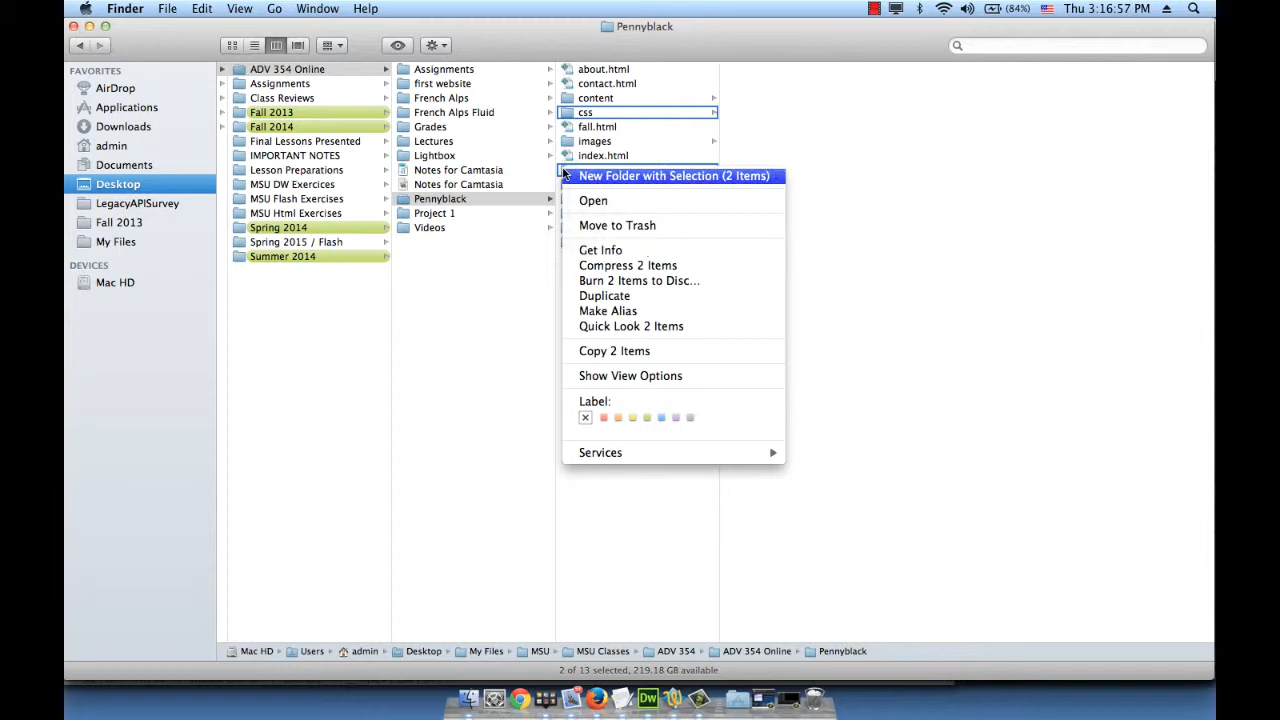 Finder File Edit View Go Window Help (84%) Thu 3:16:57 PM
Pennyblack
FAVORITES
AirDrop
Applications
Downloads
admin
Documents
Desktop
LegacyAPISurvey
Fall 2013
My Files
DEVICES
Mac HD
ADV 354 Online
Assignments
Class Reviews
Fall 2013
Fall 2014
Final Lessons Presented
IMPORTANT NOTES
Lesson Preparations
MSU DW Exercises
MSU Flash Exercises
MSU Html Exercises
Spring 2014
Spring 2015 / Flash
Summer 2014
Assignments
first website
French Alps
French Alps Fluid
Grades
Lectures
Lightbox
Notes for Camtasia
Notes for Camtasia
Pennyblack
Project 1
Videos
about.html
contact.html
content
css
fall.html
images
index.html
New Folder with Selection (2 Items)
Open
Move to Trash
Get Info
Compress 2 Items
Burn 2 Items to Disc...
Duplicate
Make Alias
Quick Look 2 Items
Copy 2 Items
Show View Options
Label:
Services
Mac HD Users admin Desktop My Files MSU MSU Classes ADV 354 ADV 354 Online Pennyblack
2 of 13 selected, 219.18 GB available
Dw